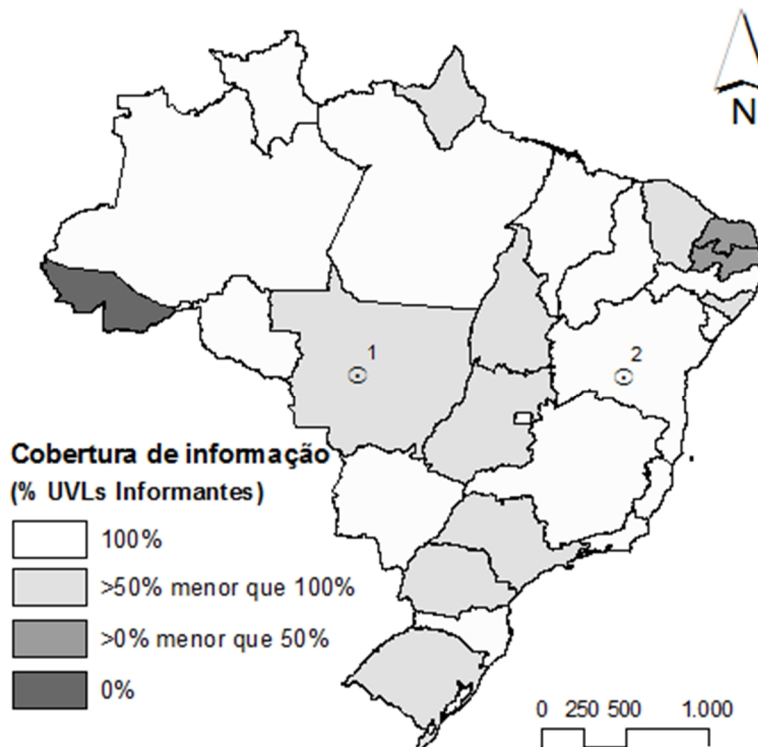 N
1
2
Cobertura de informação
(% UVLs Informantes)
100%
>50% menor que 100%
>0% menor que 50%
0%
0 250 500 1.000